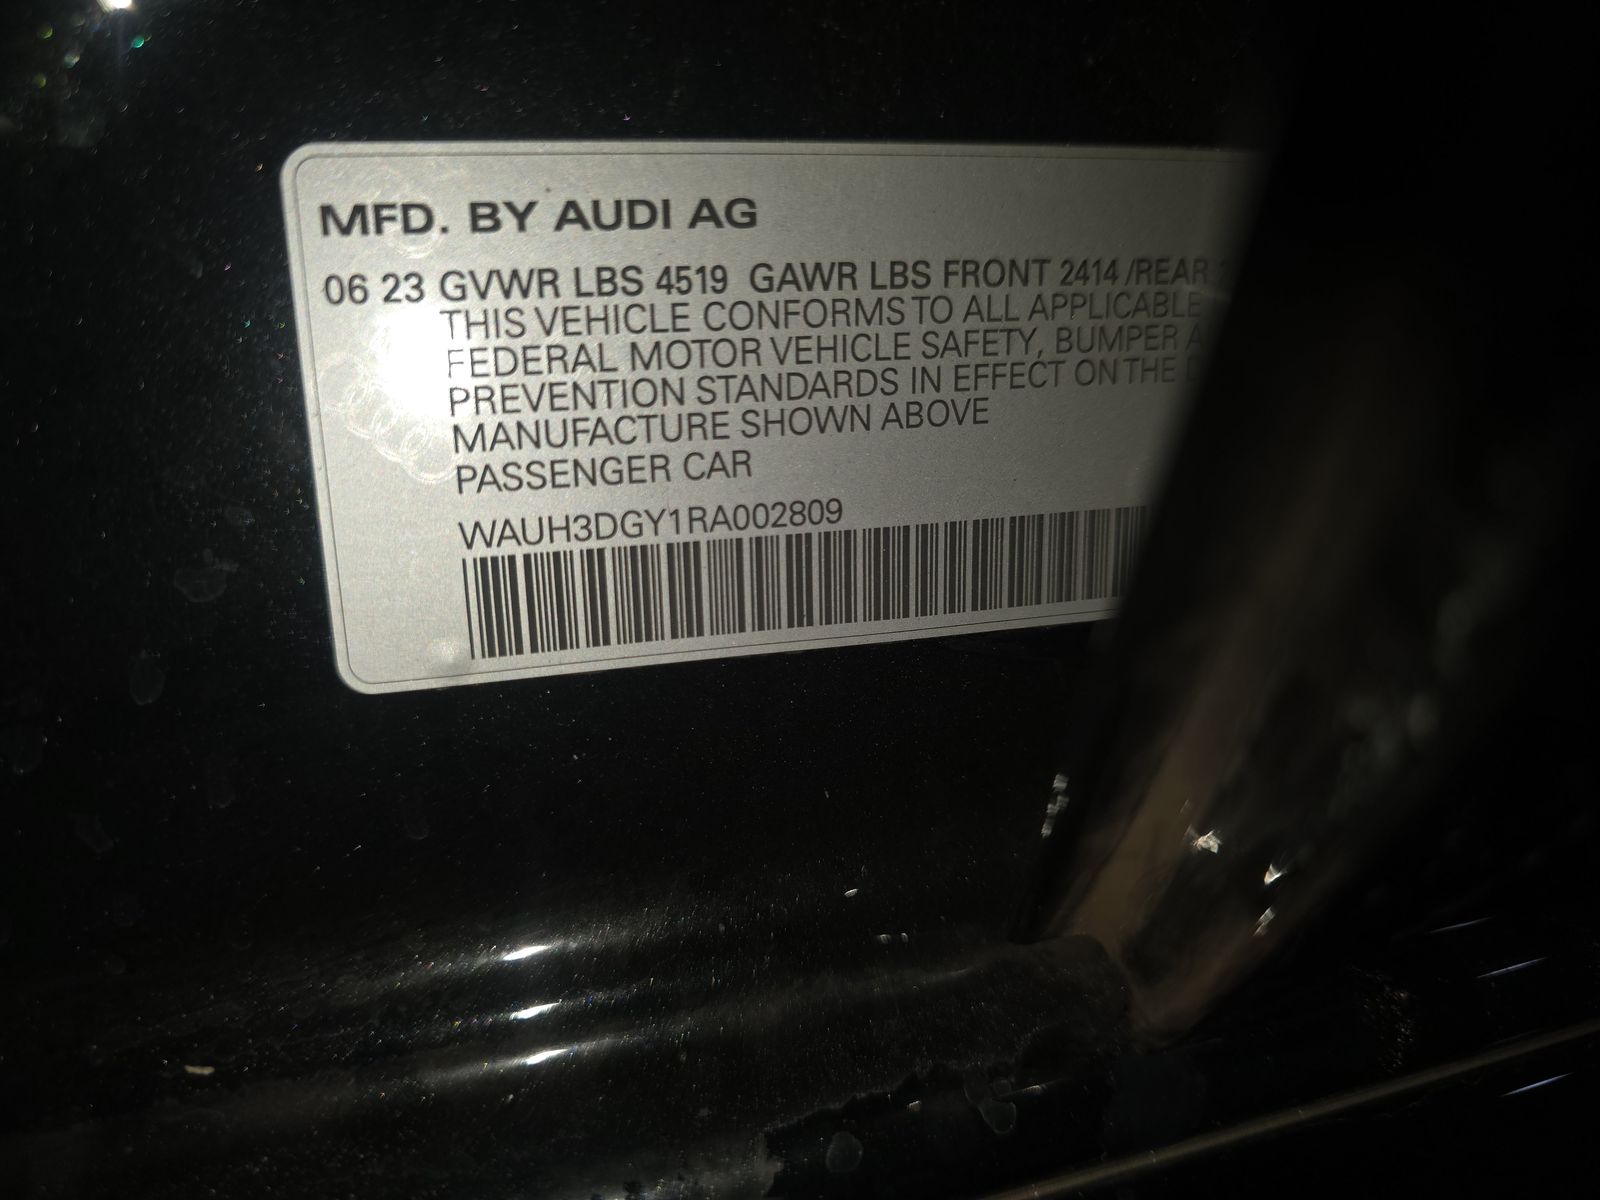 MFD. BY AUDI AG
06 23 GVWR LBS 4519 GAWR LBS FRONT 2414 /REAR
THIS VEHICLE CONFORMS TO ALL APPLICABLE
FEDERAL MOTOR VEHICLE SAFETY, BUMPER
PREVENTION STANDARDS IN EFFECT ON THE
MANUFACTURE SHOWN ABOVE
PASSENGER CAR
WAUH3DGY1RA002809